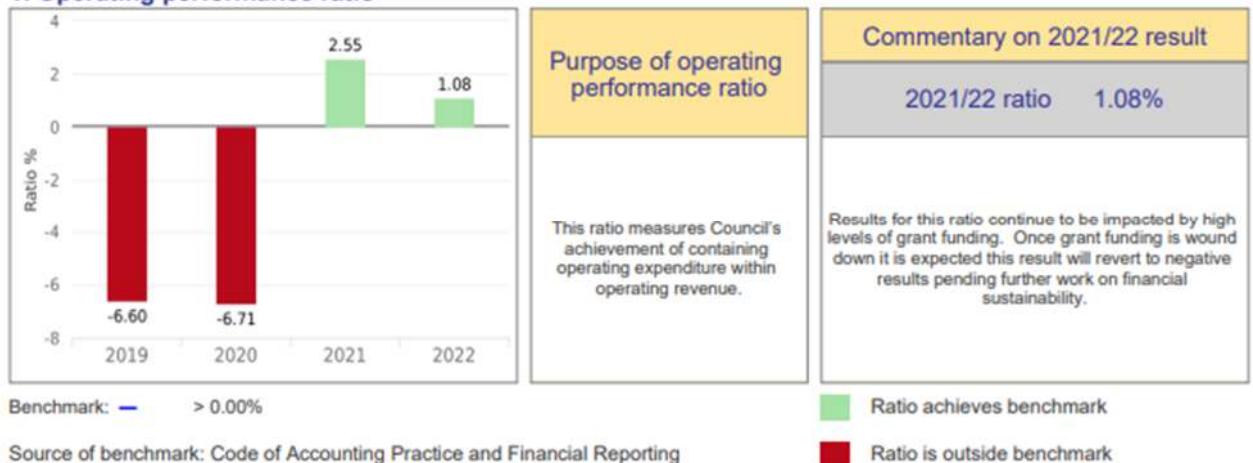 4
2
0
-2
-4
-6
-8
Ratio %
2.55
1.08
-6.60
-6.71
2019 2020 2021 2022
Purpose of operating
performance ratio
This ratio measures Council's
achievement of containing
operating expenditure within
operating revenue.
Commentary on 2021/22 result
2021/22 ratio 1.08%
Results for this ratio continue to be impacted by high
levels of grant funding. Once grant funding is wound
down it is expected this result will revert to negative
results pending further work on financial
sustainability.
Benchmark: > 0.00%
Ratio achieves benchmark
Source of benchmark: Code of Accounting Practice and Financial Reporting
Ratio is outside benchmark